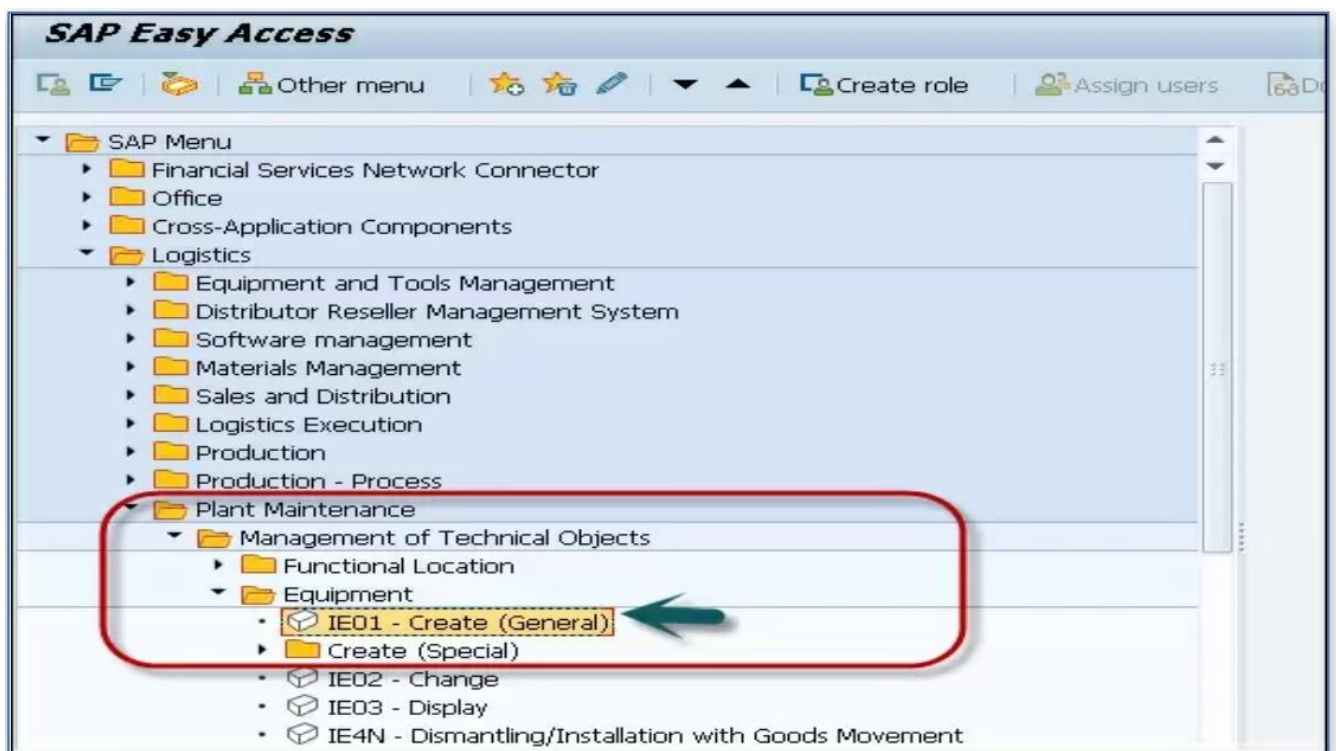 SAP Easy Access
Other menu Create role Assign users Do
SAP Menu
Financial Services Network Connector
Office
Cross-Application Components
Logistics
Equipment and Tools Management
Distributor Reseller Management System
Software management
Materials Management
Sales and Distribution
Logistics Execution
Production
Production - Process
Plant Maintenance
Management of Technical Objects
Functional Location
Equipment
IE01 - Create (General)
Create (Special)
IE02 - Change
IE03 - Display
IE4N - Dismantling/Installation with Goods Movement